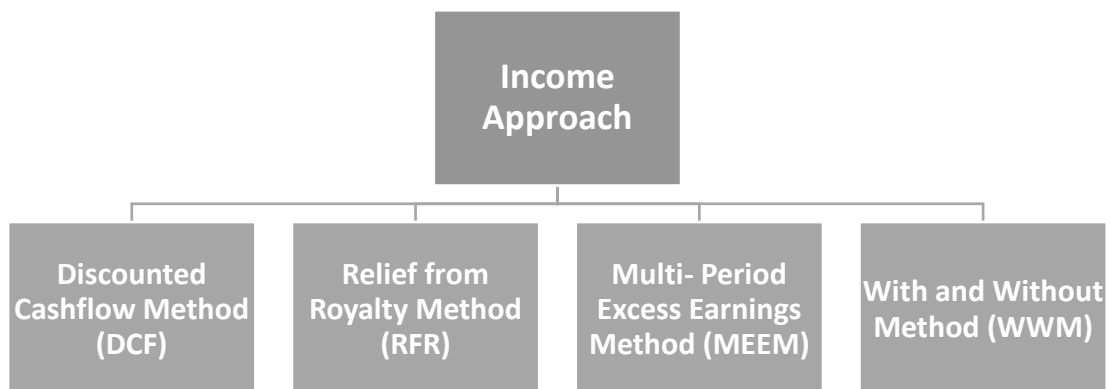 Income
Approach
Discounted
Cashflow Method
(DCF)
Relief from
Royalty Method
(RFR)
Multi- Period
Excess Earnings
Method (MEEM)
With and Without
Method (WWM)